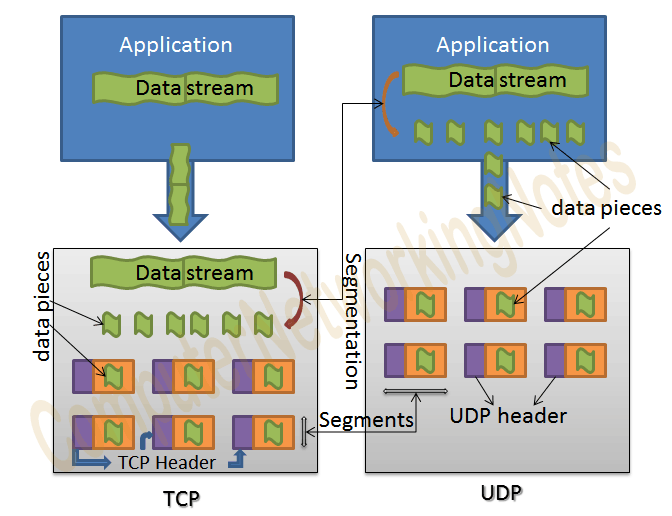 Application
Data stream
Application
Data stream
data pieces
Data stream
data pieces
Segmentation
Segments
TCP Header
UDP header
TCP
UDP
ComputerNetworkingNotes